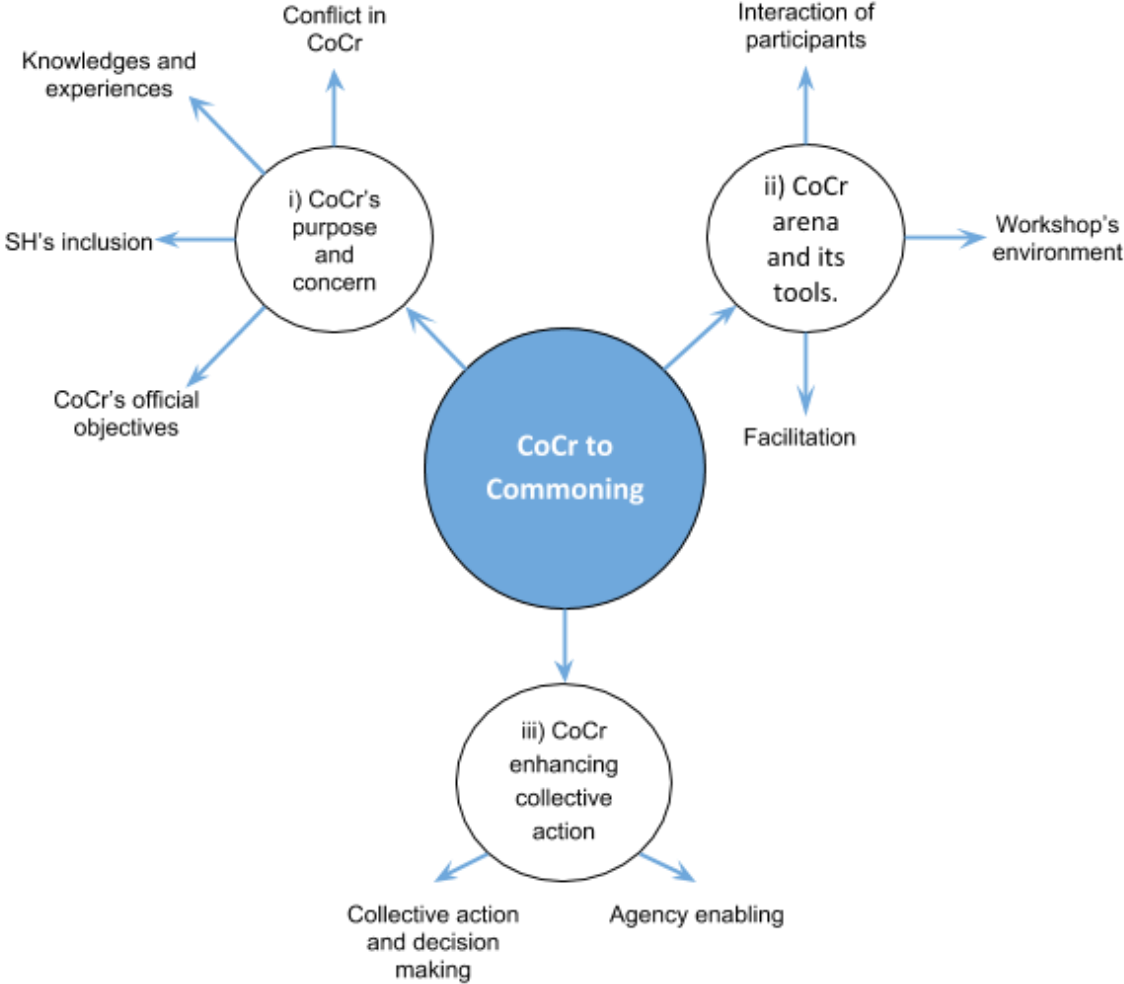 Conflict in
CoCr
Knowledges and
experiences
SH's inclusion
CoCr's official
objectives
i) CoCr's
purpose
and
concern
Interaction of
participants
ii) CoCr
arena
and its
tools.
Workshop's
environment
Facilitation
CoCr to
Commoning
iii) CoCr
enhancing
collective
action
Collective action
and decision
making
Agency enabling